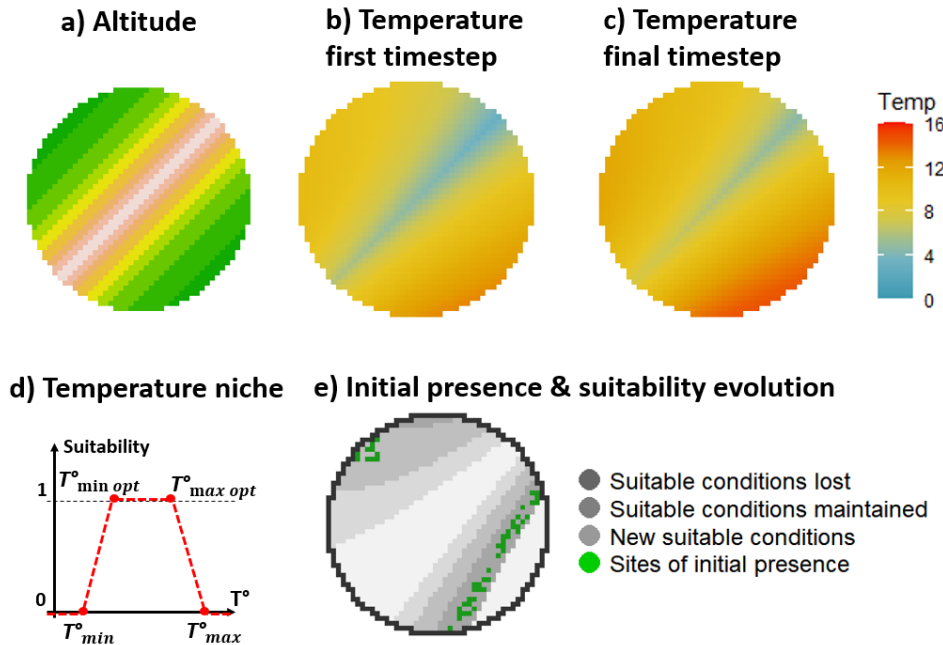 a) Altitude
b) Temperature
first timestep
c) Temperature
final timestep
Temp
16
12
8
4
0
d) Temperature niche
Suitability
T°min opt
T°max opt
1
0
T°
T°min
T°max
e) Initial presence & suitability evolution
Suitable conditions lost
Suitable conditions maintained
New suitable conditions
Sites of initial presence